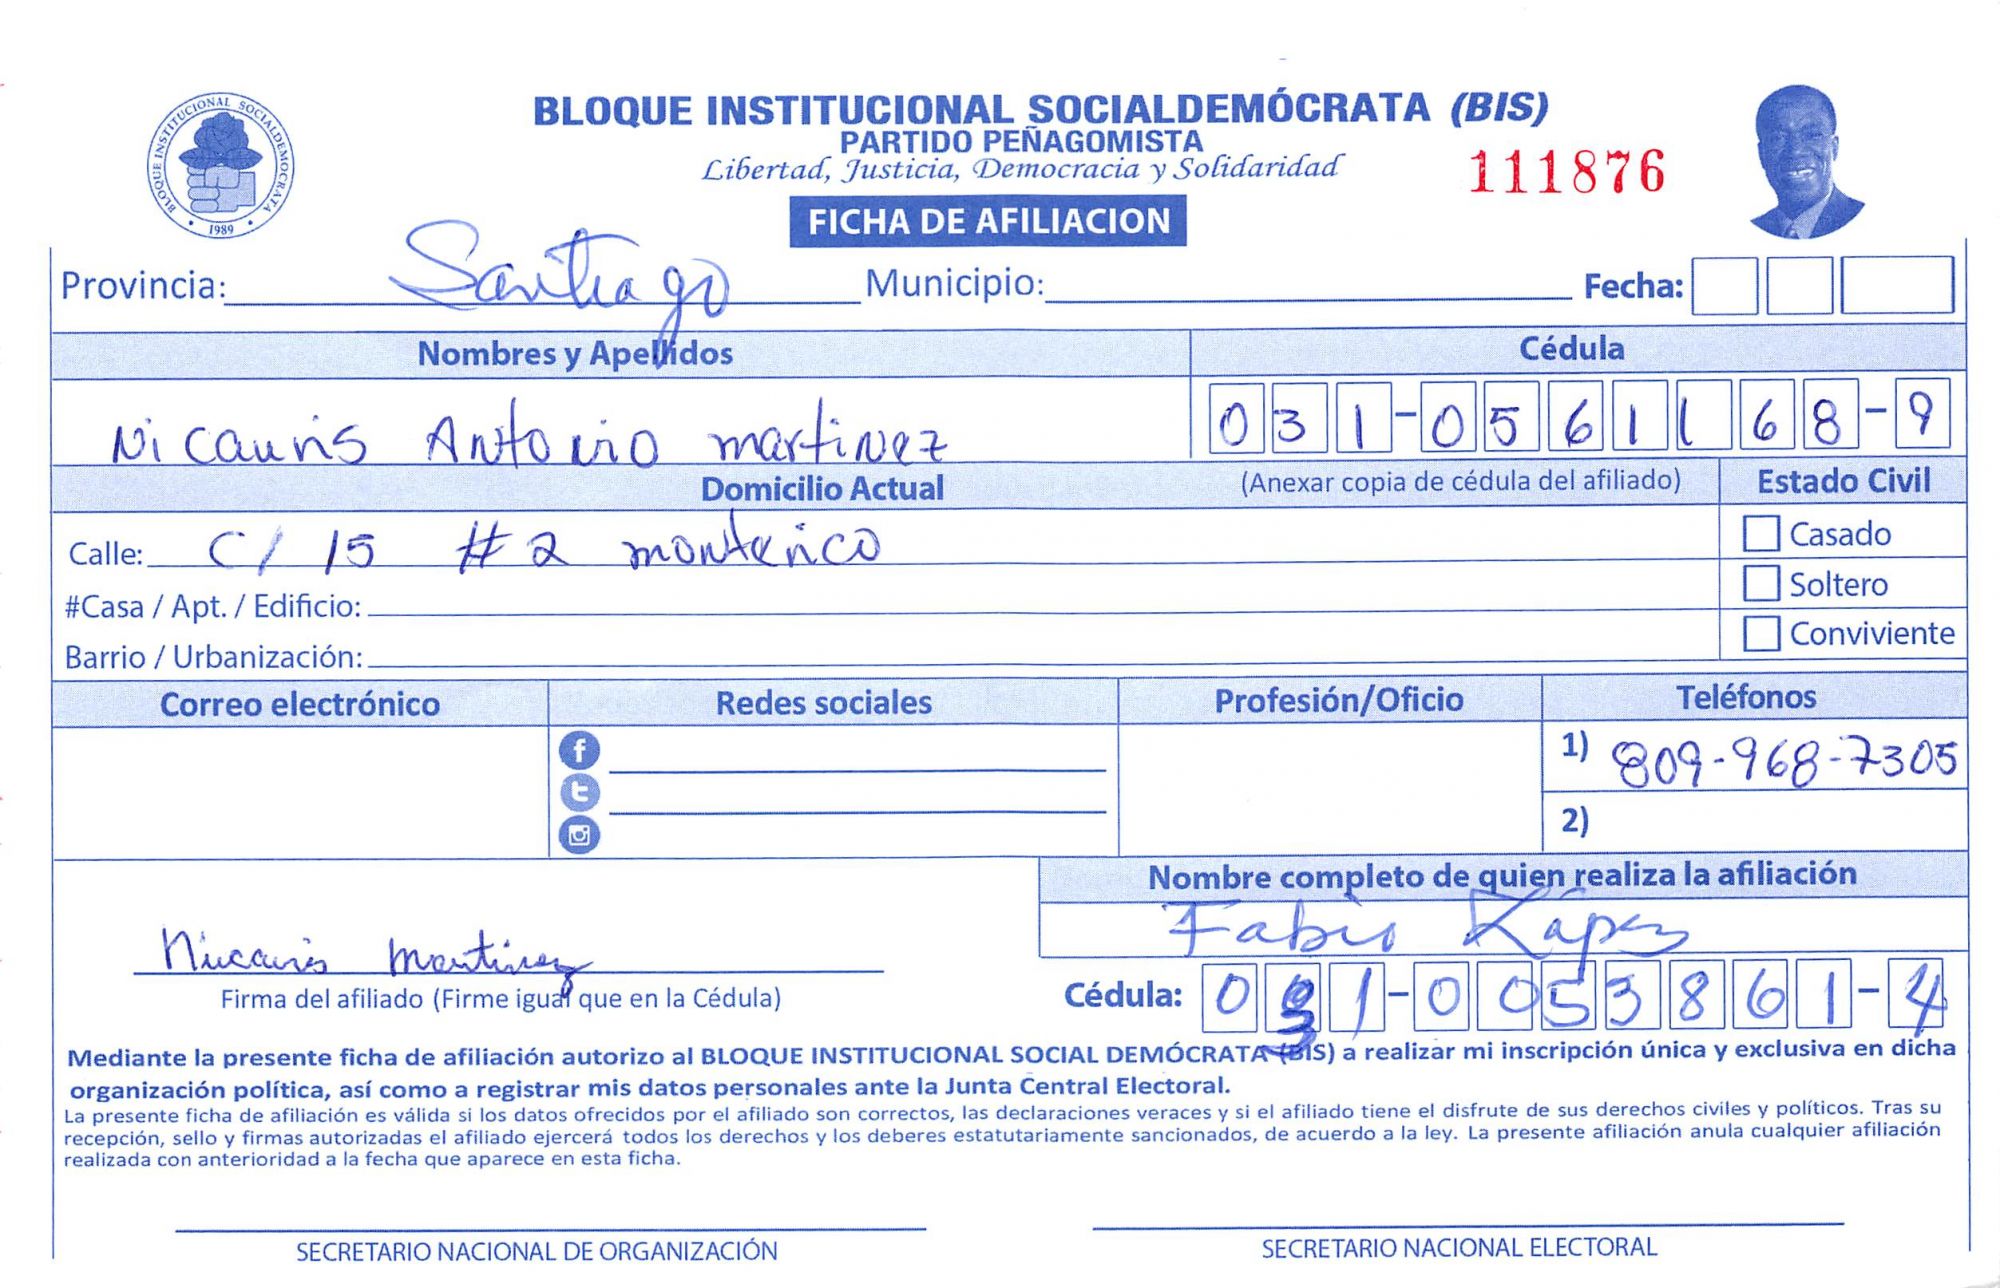 BLOQUE INSTITUCIONAL SOCIALDEMOCRATA
1989
BLOQUE INSTITUCIONAL SOCIALDEMÓCRATA (BIS)
PARTIDO PEÑAGOMISTA
Libertad, Justicia, Democracia y Solidaridad
111876
FICHA DE AFILIACION
Provincia: Santiago Municipio: Fecha:
Nombres y Apellidos Cédula
Nicauris Antonio martinez 031-0561168-9
Domicilio Actual (Anexar copia de cédula del afiliado) Estado Civil
Calle: C/ 15 #2 monterico Casado
#Casa / Apt. / Edificio: Soltero
Barrio / Urbanización: Conviviente
Correo electrónico Redes sociales Profesión/Oficio Teléfonos
1) 809-968-7305
2)
Nombre completo de quien realiza la afiliación
Fabio López
Nicauris Martinez
Firma del afiliado (Firme igual que en la Cédula) Cédula: 031-0053861-4
Mediante la presente ficha de afiliación autorizo al BLOQUE INSTITUCIONAL SOCIAL DEMÓCRATA (BIS) a realizar mi inscripción única y exclusiva en dicha
organización política, así como a registrar mis datos personales ante la Junta Central Electoral.
La presente ficha de afiliación es válida si los datos ofrecidos por el afiliado son correctos, las declaraciones veraces y si el afiliado tiene el disfrute de sus derechos civiles y políticos. Tras su
recepción, sello y firmas autorizadas el afiliado ejercerá todos los derechos y los deberes estatutariamente sancionados, de acuerdo a la ley. La presente afiliación anula cualquier afiliación
realizada con anterioridad a la fecha que aparece en esta ficha.
SECRETARIO NACIONAL DE ORGANIZACIÓN SECRETARIO NACIONAL ELECTORAL